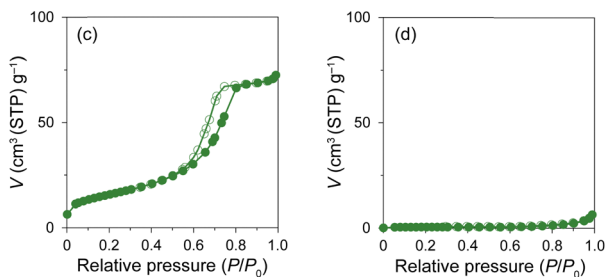 (c)
100
50
0
V (cm³ (STP) g⁻¹)
0 0.2 0.4 0.6 0.8 1.0
Relative pressure (P/P₀)
(d)
100
50
0
V (cm³ (STP) g⁻¹)
0 0.2 0.4 0.6 0.8 1.0
Relative pressure (P/P₀)